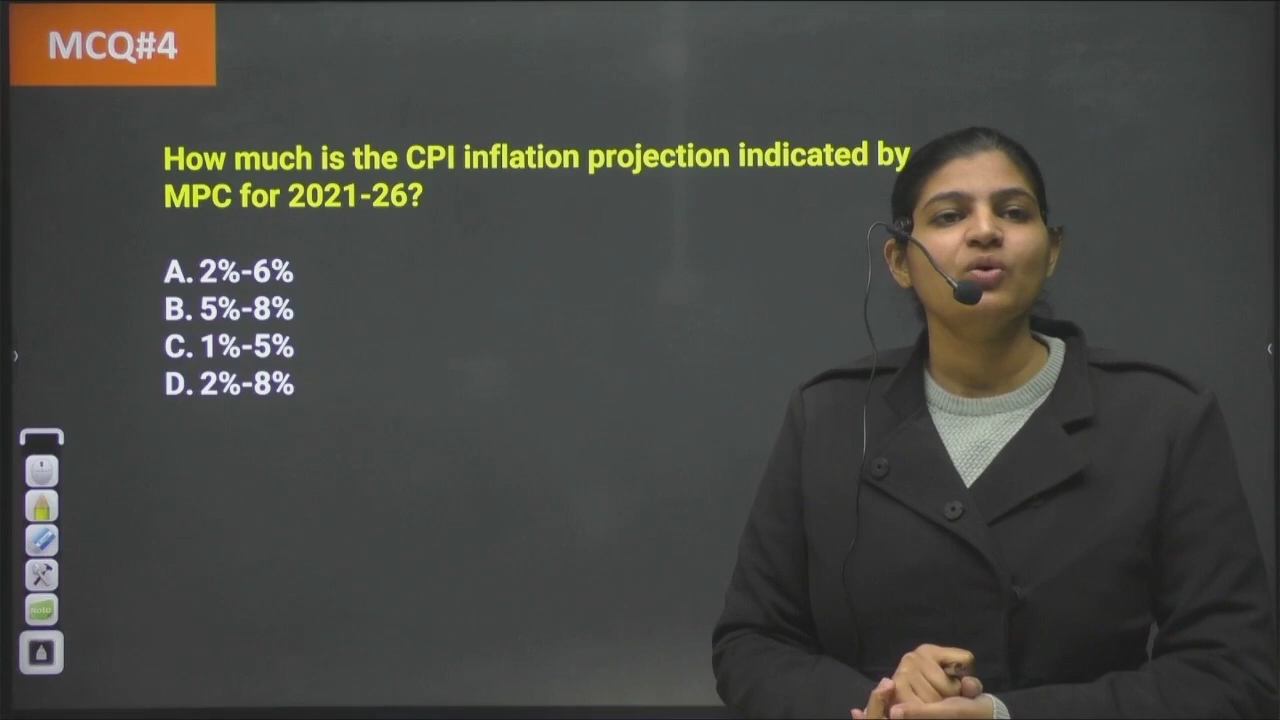 MCQ#4
How much is the CPI inflation projection indicated by
MPC for 2021-26?
A. 2%-6%
B. 5%-8%
C. 1%-5%
D. 2%-8%
Note